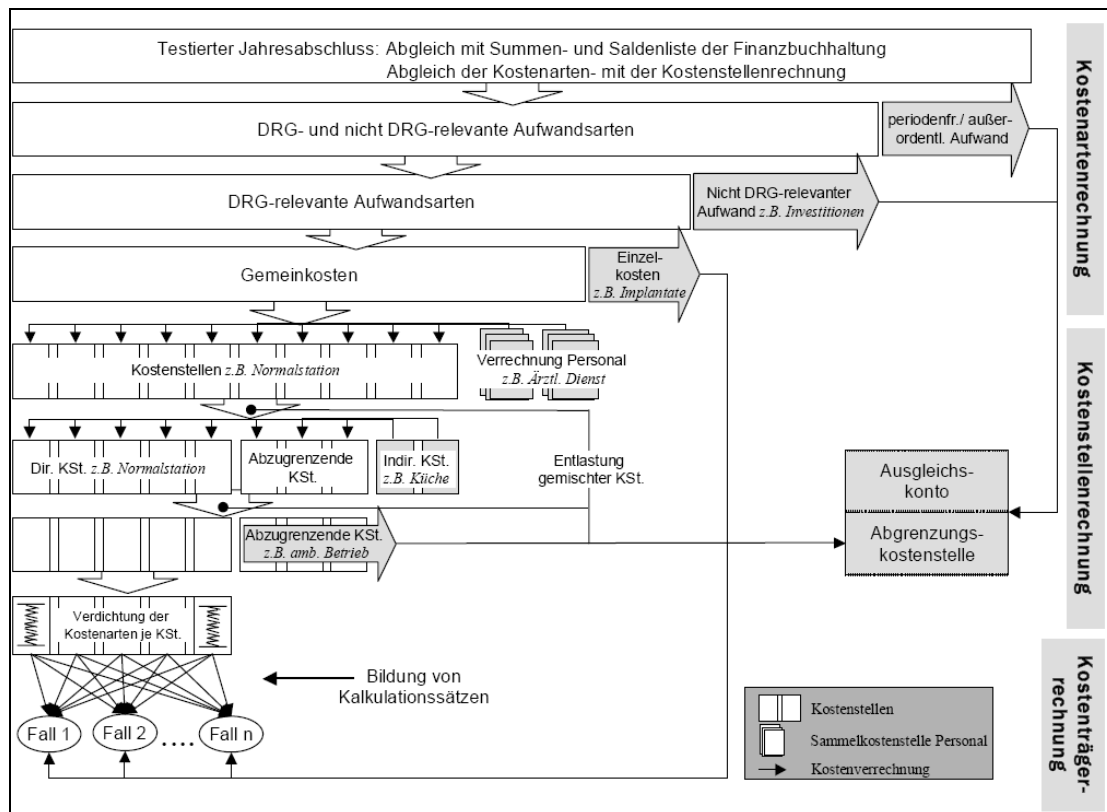 Testierter Jahresabschluss: Abgleich mit Summen- und Saldenliste der Finanzbuchhaltung
Abgleich der Kostenarten- mit der Kostenstellenrechnung
DRG- und nicht DRG-relevante Aufwandsarten
periodenfr./ außer-
ordentl. Aufwand
DRG-relevante Aufwandsarten
Nicht DRG-relevanter
Aufwand z.B. Investitionen
Gemeinkosten
Einzel-
kosten
z.B. Implantate
Kostenartenrechnung
Kostenstellen z.B. Normalstation
Verrechnung Personal
z.B. Ärztl. Dienst
Dir. KSt. z.B. Normalstation
Abzugrenzende
KSt.
Indir. KSt.
z.B. Küche
Entlastung
gemischter KSt.
Ausgleichs-
konto
Abgrenzungs-
kostenstelle
Abzugrenzende KSt.
z.B. amb. Betrieb
Kostenstellenrechnung
Verdichtung der
Kostenarten je KSt.
Bildung von
Kalkulationssätzen
Fall 1
Fall 2
....
Fall n
Kostenstellen
Sammelkostenstelle Personal
Kostenverrechnung
Kostenträger-
rechnung